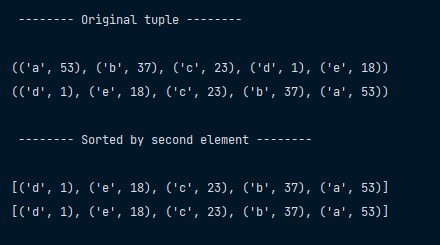 -------- Original tuple --------
(('a', 53), ('b', 37), ('c', 23), ('d', 1), ('e', 18))
(('d', 1), ('e', 18), ('c', 23), ('b', 37), ('a', 53))
-------- Sorted by second element --------
[('d', 1), ('e', 18), ('c', 23), ('b', 37), ('a', 53)]
[('d', 1), ('e', 18), ('c', 23), ('b', 37), ('a', 53)]